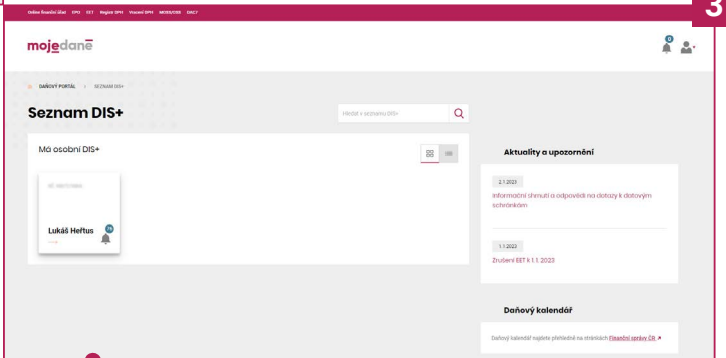 3
Online finanční úřad EPO EET Registr DPH Vracení DPH MOSS/OSS DAC7
mojedaně
0
DAŇOVÝ PORTÁL > SEZNAM DIS+
Seznam DIS+
Hledat v seznamu DIS+
Má osobní DIS+
Lukáš Heftus
Aktuality a upozornění
2.1.2023
Informační shrnutí a odpovědi na dotazy k datovým
schránkám
1.1.2023
Zrušení EET k 1. 1. 2023
Daňový kalendář
Daňový kalendář najdete přehledně na stránkách Finanční správy ČR